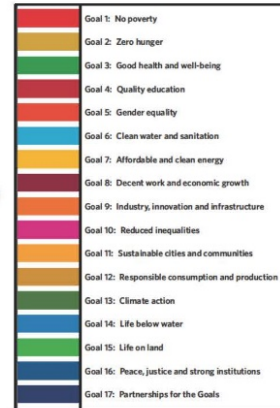 Goal 1: No poverty
Goal 2: Zero hunger
Goal 3: Good health and well-being
Goal 4: Quality education
Goal 5: Gender equality
Goal 6: Clean water and sanitation
Goal 7: Affordable and clean energy
Goal 8: Decent work and economic growth
Goal 9: Industry, innovation and infrastructure
Goal 10: Reduced inequalities
Goal 11: Sustainable cities and communities
Goal 12: Responsible consumption and production
Goal 13: Climate action
Goal 14: Life below water
Goal 15: Life on land
Goal 16: Peace, justice and strong institutions
Goal 17: Partnerships for the Goals